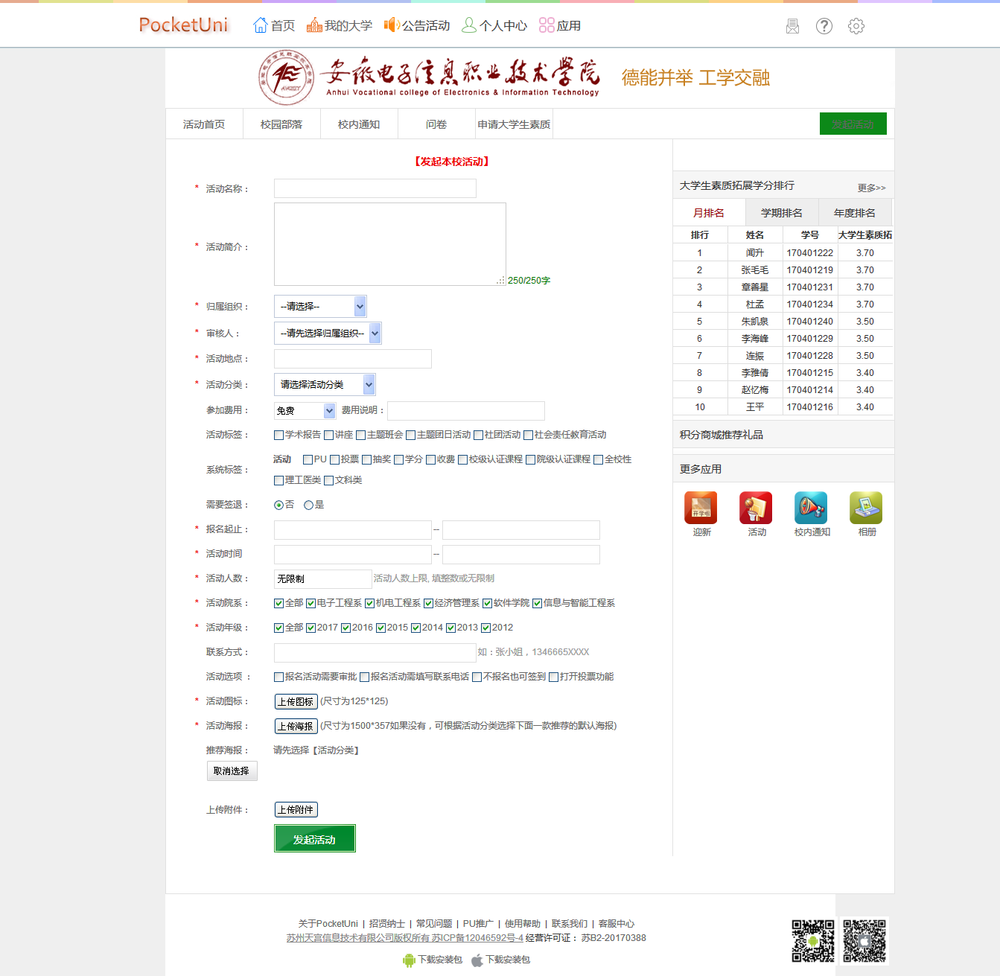 PocketUni 首页 我的大学 公告活动 个人中心 应用
安徽电子信息职业技术学院
Anhui Vocational college of Electronics & Information Technology
德能并举 工学交融
活动首页 校园部落 校内通知 问卷 申请大学生素质 发起活动
【发起本校活动】
* 活动名称：
* 活动简介：
250/250字
* 归属组织： --请选择--
* 审核人： --请先选择归属组织--
* 活动地点：
* 活动分类： 请选择活动分类
参加费用： 免费 费用说明：
活动标签： 学术报告 讲座 主题班会 主题团日活动 社团活动 社会责任教育活动
系统标签： 活动 PU 投票 抽奖 学分 收费 校级认证课程 院级认证课程 全校性
理工医类 文科类
需要签退： 否 是
* 报名起止： --
* 活动时间 --
* 活动人数： 无限制 活动人数上限, 填整数或无限制
* 活动院系： 全部 电子工程系 机电工程系 经济管理系 软件学院 信息与智能工程系
* 活动年级： 全部 2017 2016 2015 2014 2013 2012
联系方式： 如：张小姐，1346665XXXX
活动选项 ： 报名活动需要审批 报名活动需填写联系电话 不报名也可签到 打开投票功能
* 活动图标： 上传图标 (尺寸为125*125)
* 活动海报： 上传海报 (尺寸为1500*357如果没有，可根据活动分类选择下面一款推荐的默认海报)
推荐海报： 请先选择【活动分类】
取消选择
上传附件： 上传附件
发起活动
大学生素质拓展学分排行 更多>>
月排名 学期排名 年度排名
排行 姓名 学号 大学生素质拓
1 闻升 170401222 3.70
2 张毛毛 170401219 3.70
3 章善星 170401231 3.70
4 杜孟 170401234 3.70
5 朱凯泉 170401240 3.50
6 李海峰 170401229 3.50
7 连振 170401228 3.50
8 李雅倩 170401215 3.40
9 赵忆梅 170401214 3.40
10 王平 170401216 3.40
积分商城推荐礼品
更多应用
开学啦
迎新 活动 校内通知 相册
关于PocketUni | 招贤纳士 | 常见问题 | PU推广 | 使用帮助 | 联系我们 | 客服中心
苏州天宫信息技术有限公司版权所有 苏ICP备12046592号-4 经营许可证： 苏B2-20170388
下载安装包 下载安装包